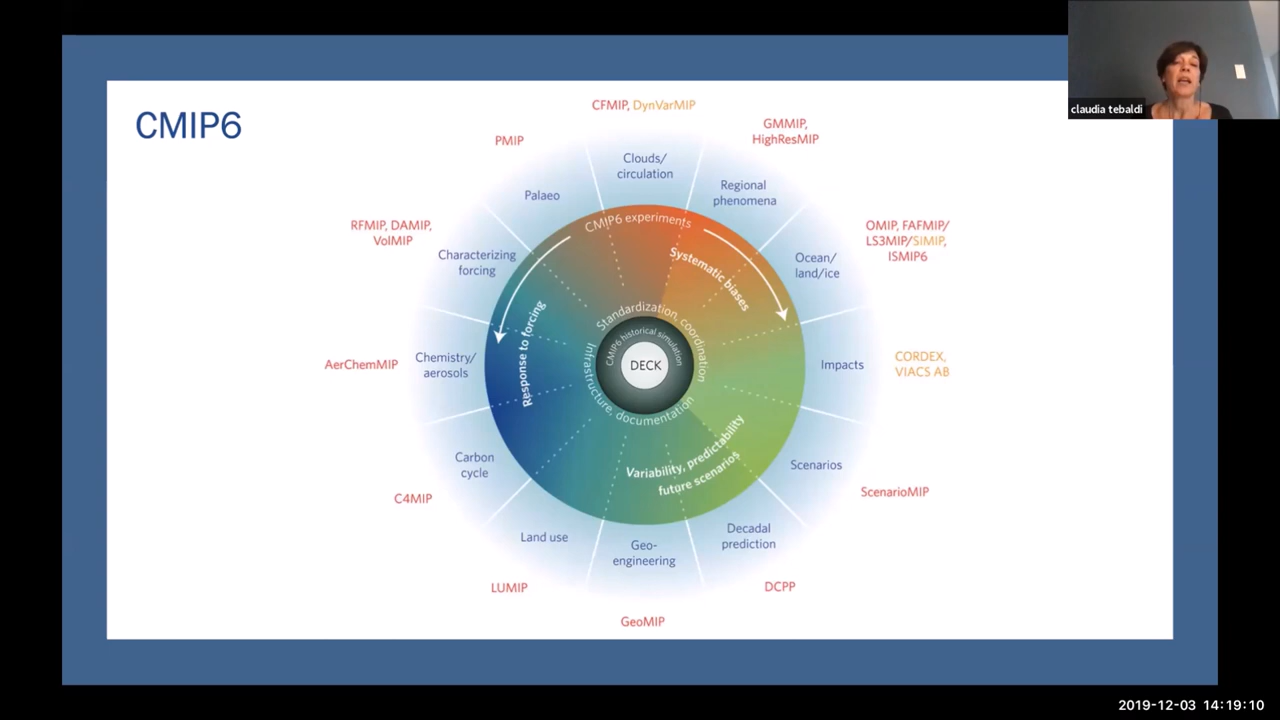 CMIP6
claudia tebaldi
CFMIP, DynVarMIP
GMMIP,
HighResMIP
PMIP
Clouds/
circulation
Regional
phenomena
Palaeo
CMIP6 experiments
RFMIP, DAMIP,
VolMIP
OMIP, FAFMIP/
LS3MIP/SIMIP,
ISMIP6
Characterizing
forcing
Ocean/
land/ice
Systematic biases
Response to forcing
Standardization, coordination
CMIP6 historical simulation
DECK
Infrastructure, documentation
AerChemMIP
Chemistry/
aerosols
Impacts
CORDEX,
VIACS AB
Variability, predictability
future scenarios
Carbon
cycle
Scenarios
C4MIP
ScenarioMIP
Land use
Geo-
engineering
Decadal
prediction
LUMIP
DCPP
GeoMIP
2019-12-03 14:19:10